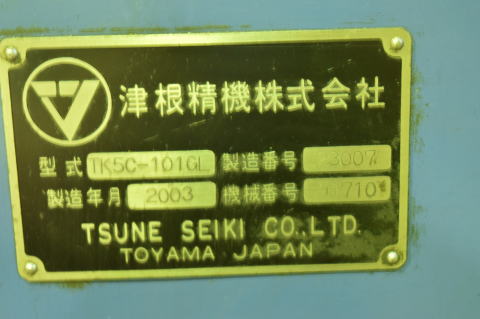 津根精機株式会社
型式 TK5C-101GL 製造番号 3007
製造年月 2003 機械番号
TSUNE SEIKI CO.,LTD.
TOYAMA JAPAN